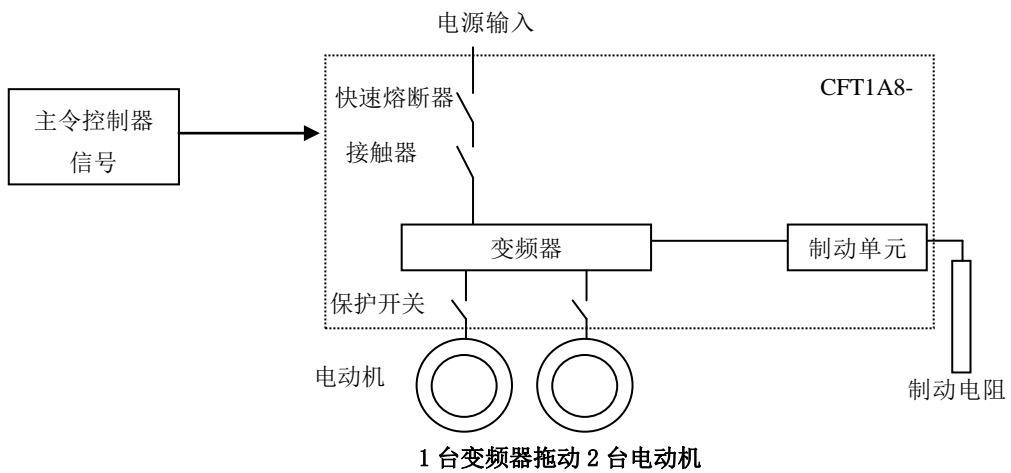 电源输入
CFT1A8-
快速熔断器
主令控制器
信号
接触器
变频器
制动单元
保护开关
电动机
制动电阻
1 台变频器拖动 2 台电动机